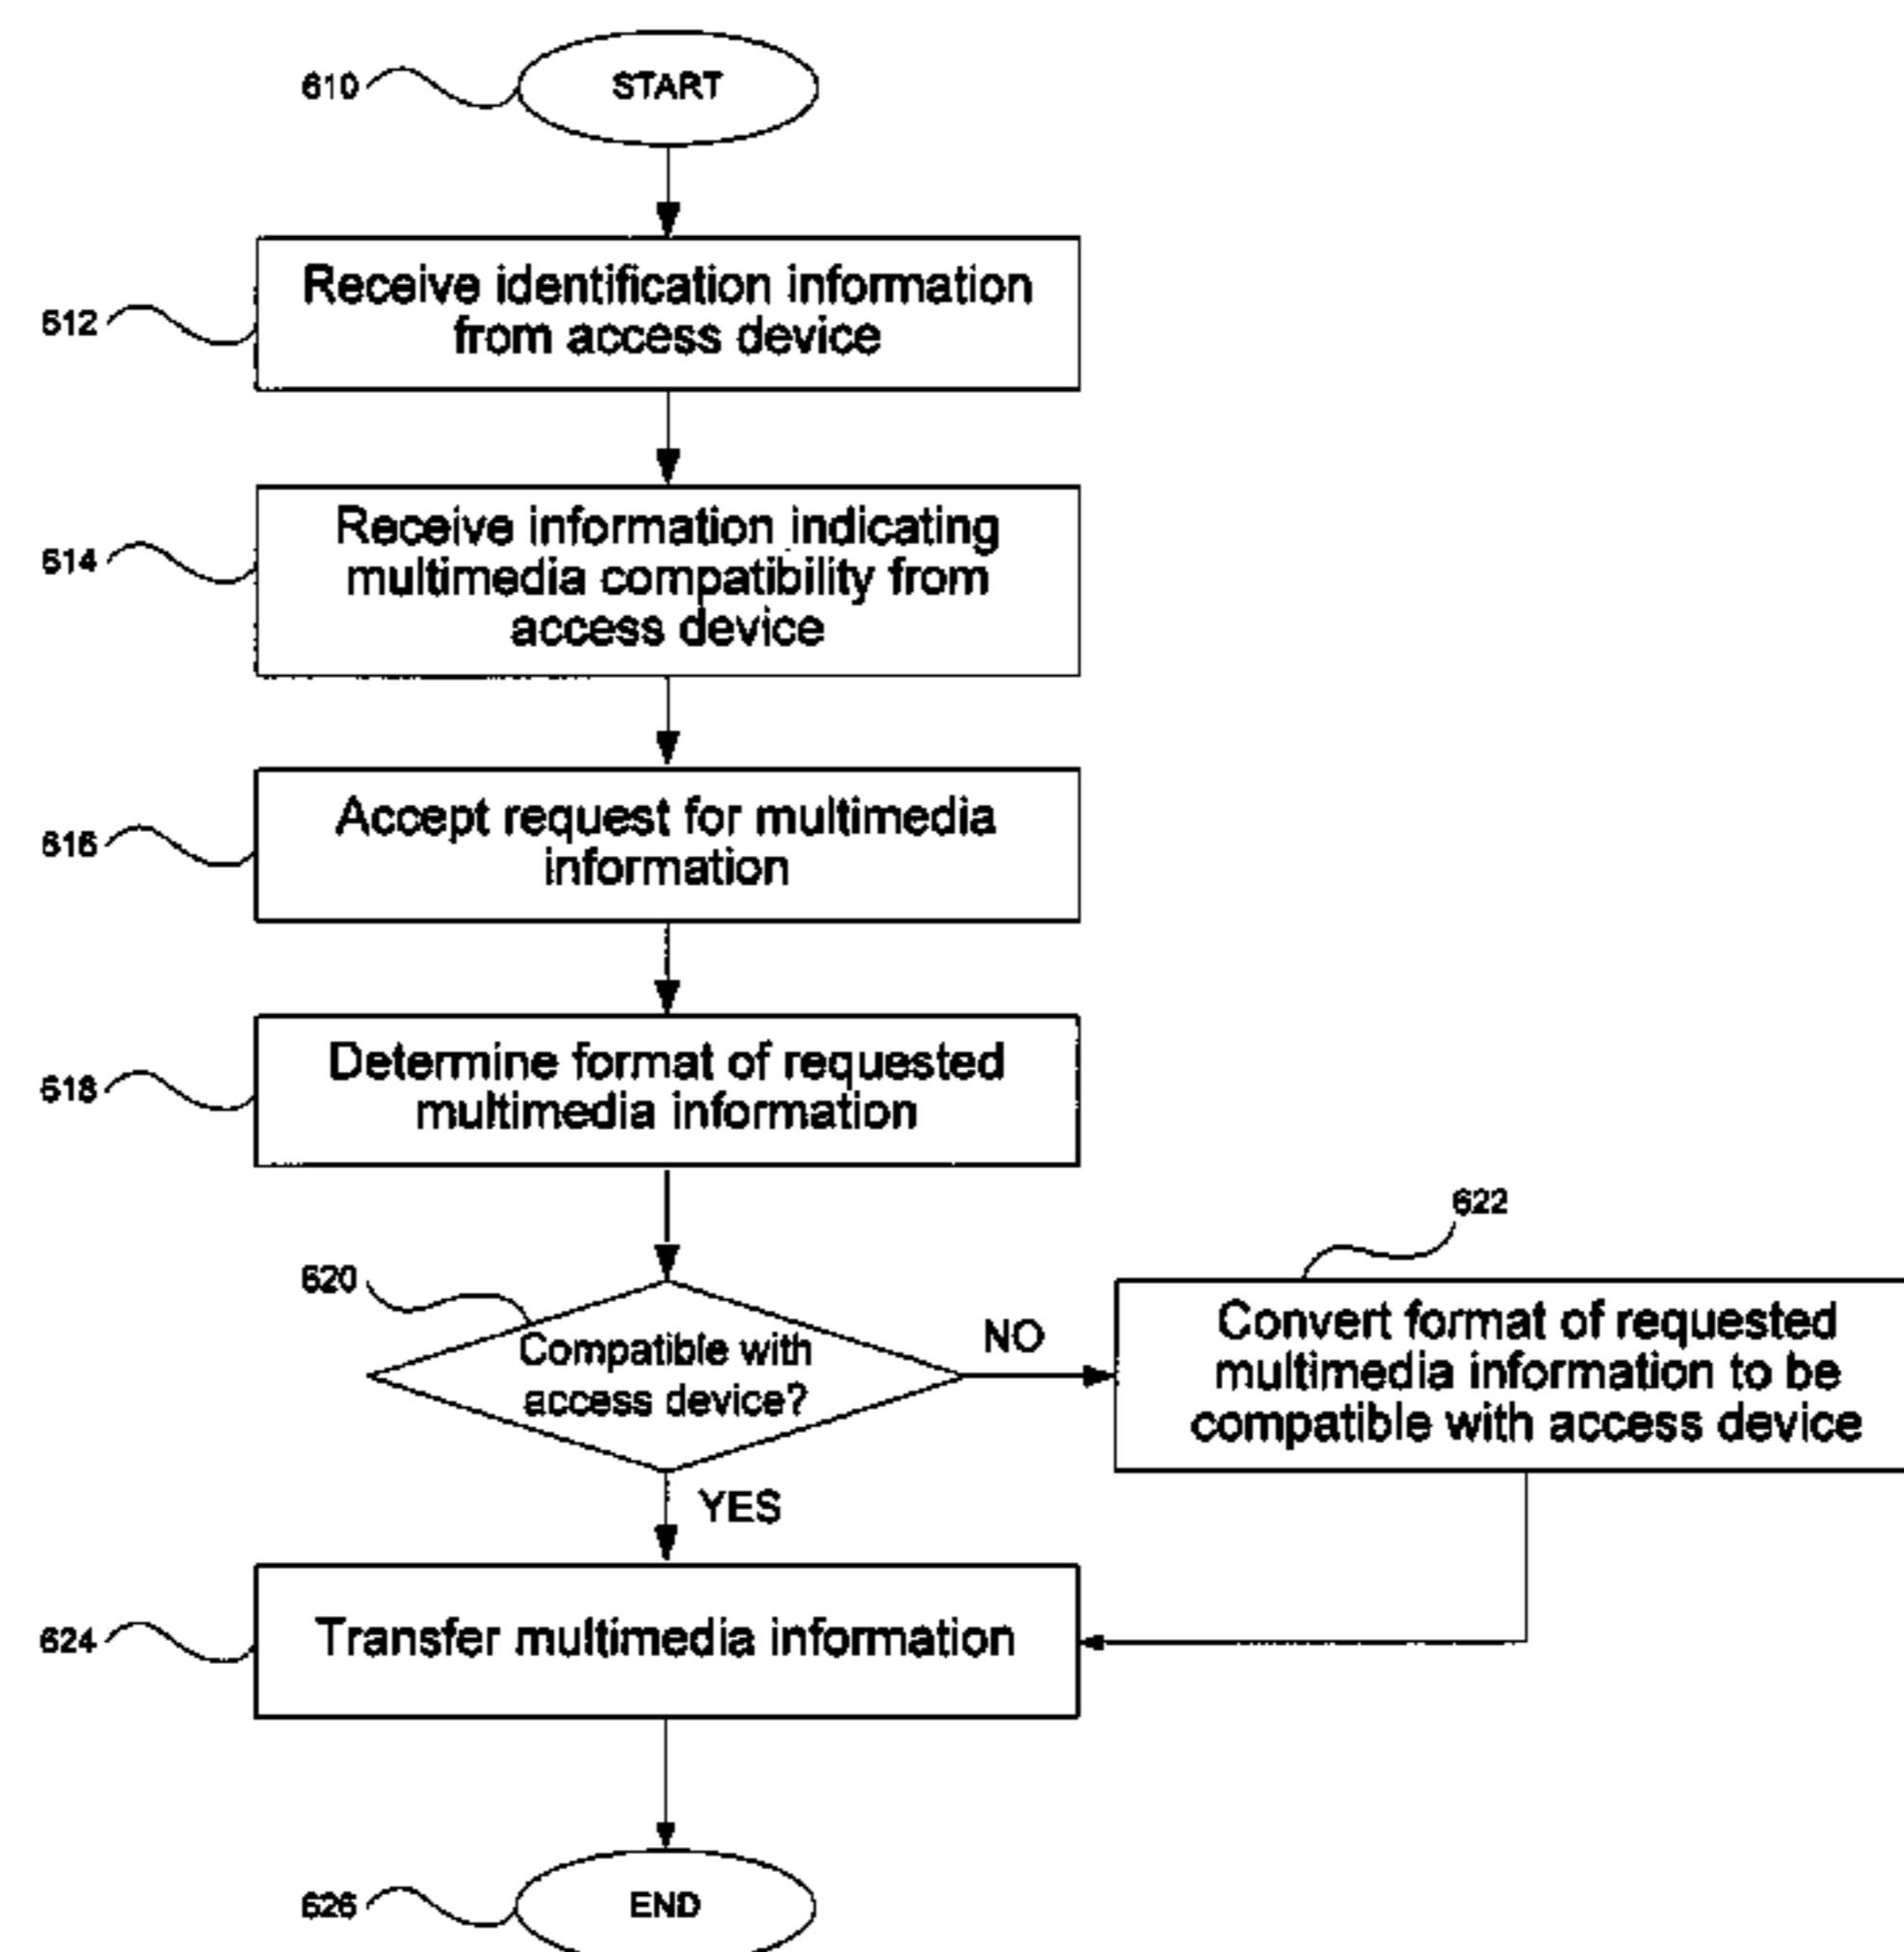 610
START
612
Receive identification information
from access device
614
Receive information indicating
multimedia compatibility from
access device
616
Accept request for multimedia
information
618
Determine format of requested
multimedia information
620
Compatible with
access device?
NO
622
Convert format of requested
multimedia information to be
compatible with access device
YES
624
Transfer multimedia information
626
END